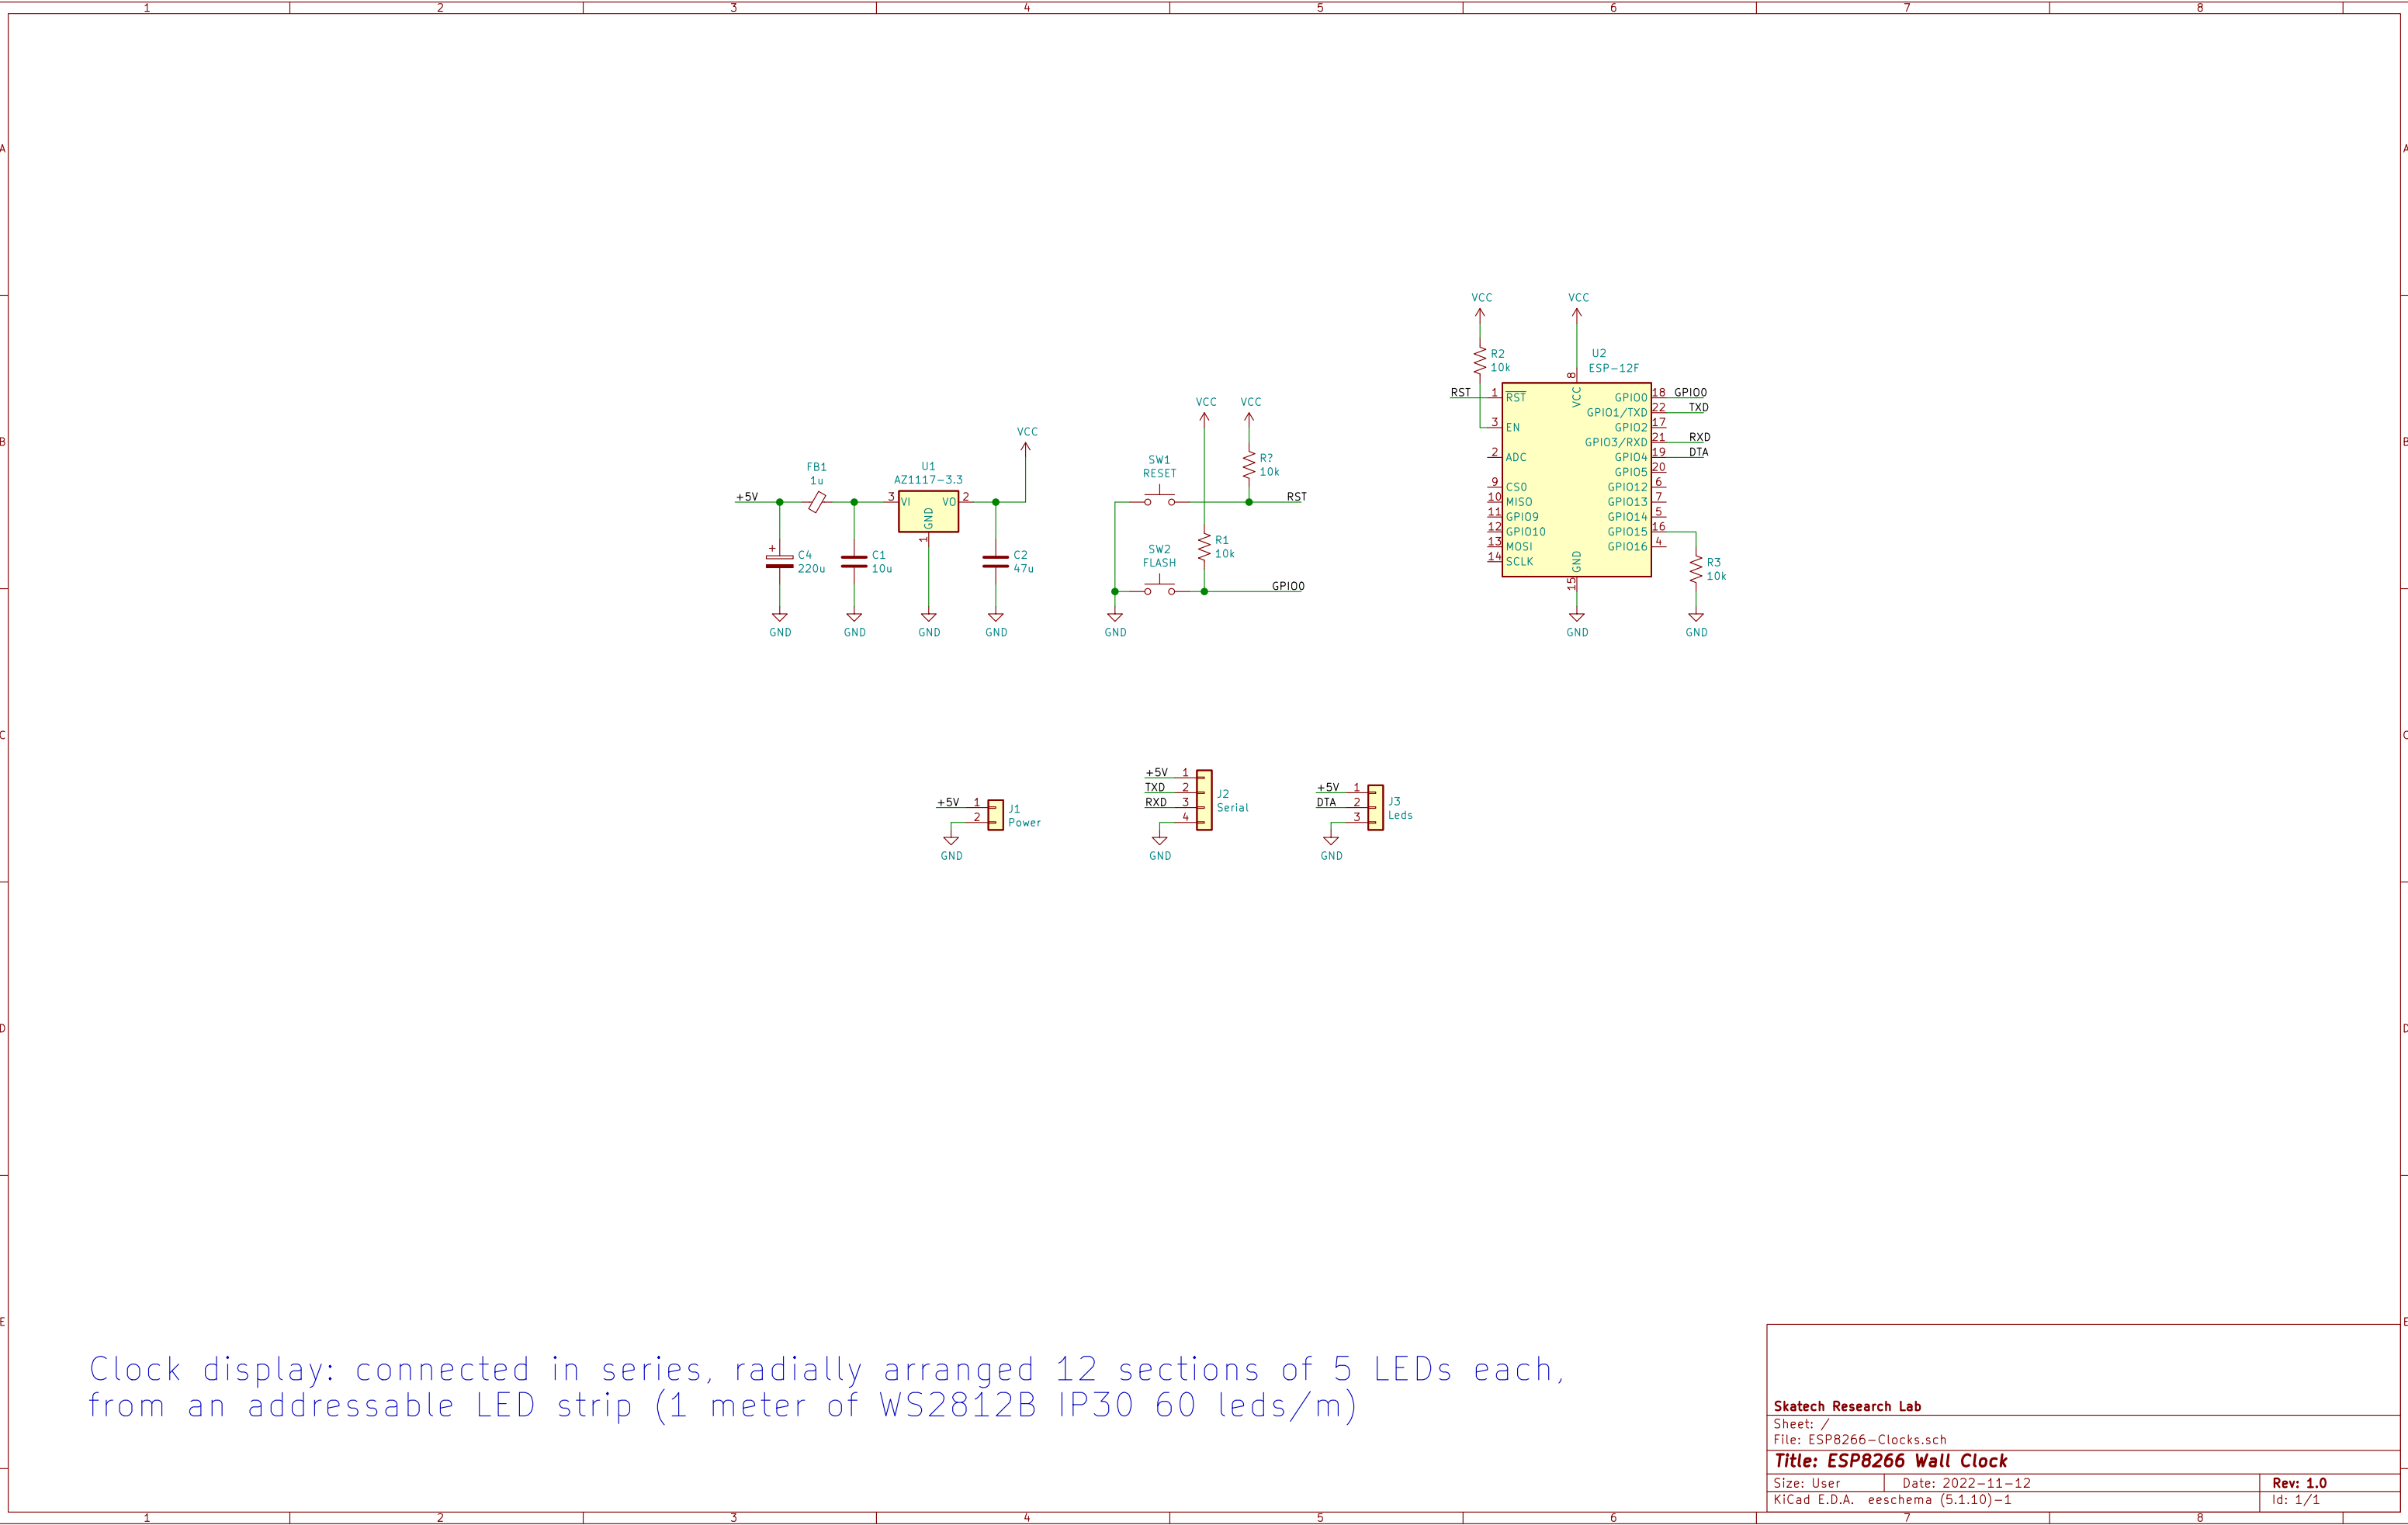 1 2 3 4 5 6 7 8
A A
VCC VCC
R2
10k
U2
ESP-12F
8
VCC
RST 1 RST
3 EN
2 ADC
9 CS0
10 MISO
11 GPIO9
12 GPIO10
13 MOSI
14 SCLK
GPIO0 18 GPIO0
GPIO1/TXD 22 TXD
GPIO2 17
GPIO3/RXD 21 RXD
GPIO4 19 DTA
GPIO5 20
GPIO12 6
GPIO13 7
GPIO14 5
GPIO15 16
GPIO16 4
GND
15
R3
10k
GND GND
B B
VCC VCC
VCC
FB1
1u
U1
AZ1117-3.3
+5V 3 VI VO 2
GND
1
+ C4
220u
C1
10u
C2
47u
GND GND GND GND
SW1
RESET
R?
10k
RST
R1
10k
SW2
FLASH
GPIO0
GND
C C
+5V 1
2
J1
Power
GND
+5V 1
TXD 2
RXD 3
4
J2
Serial
GND
+5V 1
DTA 2
3
J3
Leds
GND
D D
E E
Clock display: connected in series, radially arranged 12 sections of 5 LEDs each,
from an addressable LED strip (1 meter of WS2812B IP30 60 leds/m)
Skatech Research Lab
Sheet: /
File: ESP8266-Clocks.sch
Title: ESP8266 Wall Clock
Size: User Date: 2022-11-12 Rev: 1.0
KiCad E.D.A. eeschema (5.1.10)-1 Id: 1/1
1 2 3 4 5 6 7 8